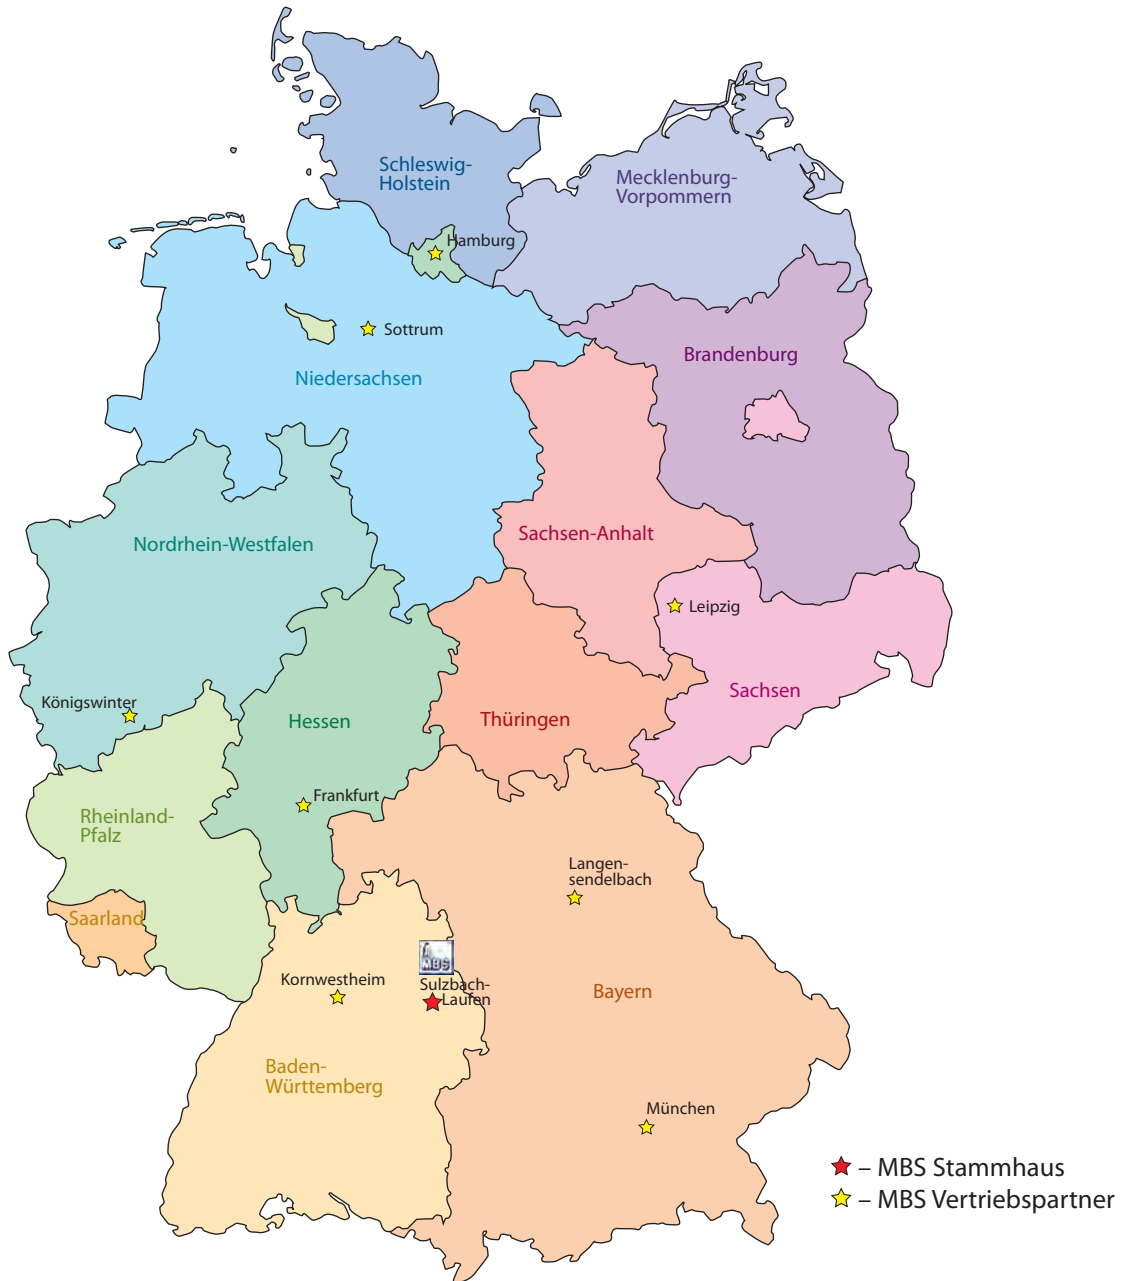 Schleswig-
Holstein
Mecklenburg-
Vorpommern
Hamburg
Sottrum
Niedersachsen
Brandenburg
Sachsen-Anhalt
Nordrhein-Westfalen
Leipzig
Sachsen
Königswinter
Hessen
Thüringen
Frankfurt
Rheinland-
Pfalz
Langen-
sendelbach
Saarland
MBS
Kornwestheim
Sulzbach-
Laufen
Bayern
Baden-
Württemberg
München
– MBS Stammhaus
– MBS Vertriebspartner